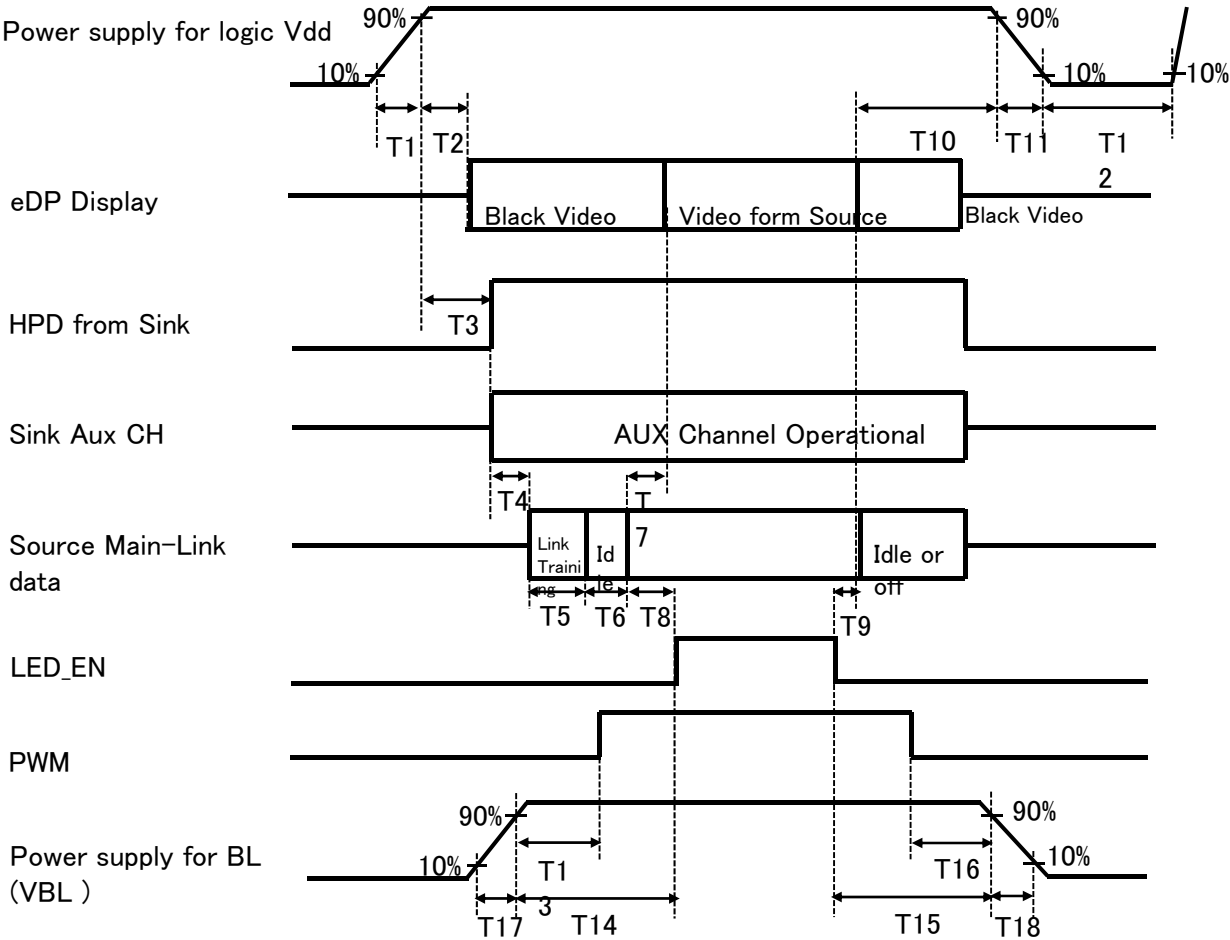 90%
90%
Power supply for logic Vdd
10%
10%
10%
T1
T2
T10
T11
T1
2
eDP Display
Black Video
Video form Source
Black Video
HPD from Sink
T3
Sink Aux CH
AUX Channel Operational
T4
T
7
Source Main-Link
data
Link
Traini
ng
Id
le
Idle or
off
T5
T6
T8
T9
LED_EN
PWM
90%
90%
Power supply for BL
(VBL )
10%
10%
T1
3
T16
T17
T14
T15
T18